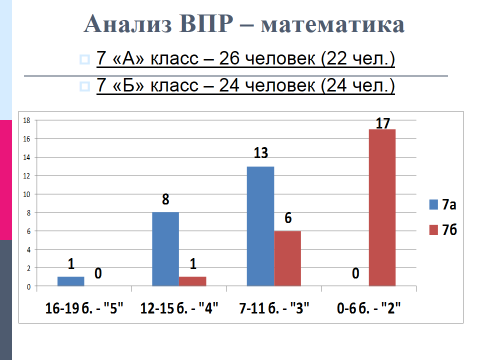 Анализ ВПР – математика
7 «А» класс – 26 человек (22 чел.)
7 «Б» класс – 24 человек (24 чел.)
18
16
14
12
10
8
6
4
2
0
1
0
8
1
13
6
0
17
16-19 б. - "5"
12-15 б. - "4"
7-11 б. - "3"
0-6 б. - "2"
7а
7б